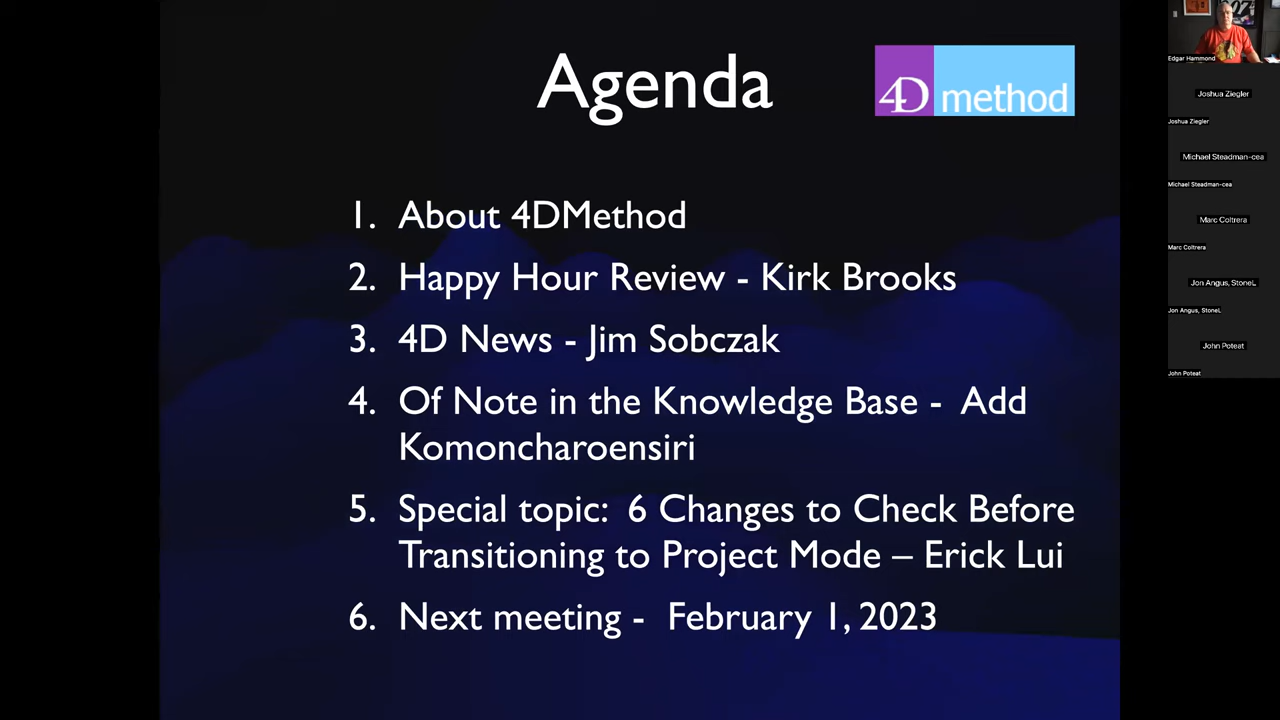 Agenda
4D method
1. About 4DMethod
2. Happy Hour Review - Kirk Brooks
3. 4D News - Jim Sobczak
4. Of Note in the Knowledge Base - Add
Komoncharoensiri
5. Special topic: 6 Changes to Check Before
Transitioning to Project Mode – Erick Lui
6. Next meeting - February 1, 2023
007
Edgar Hammond
Joshua Ziegler
Joshua Ziegler
Michael Steadman-cea
Michael Steadman-cea
Marc Coltrera
Marc Coltrera
Jon Angus, StoneL
Jon Angus, StoneL
John Poteat
John Poteat